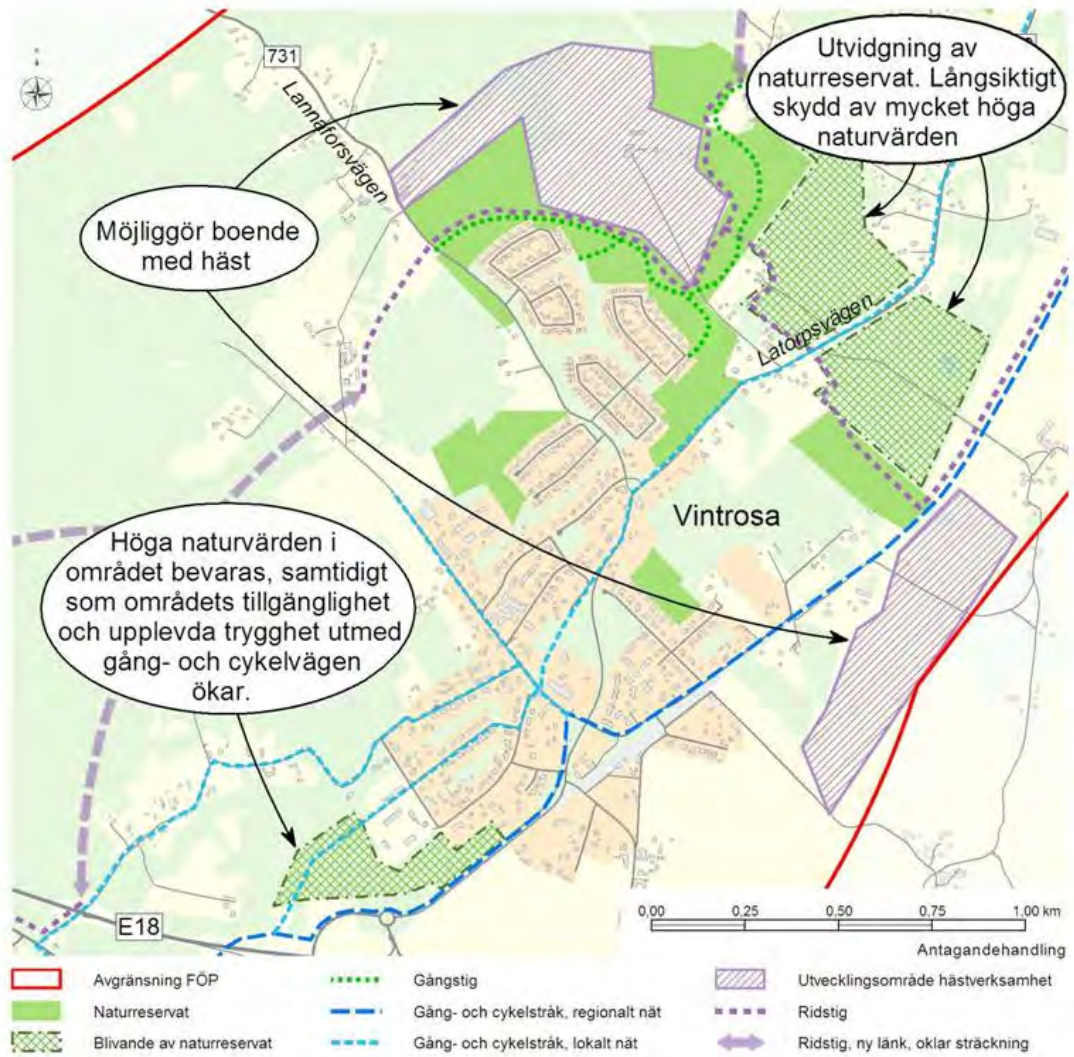 731
Lannaforsvägen
Utvidgning av
naturreservat. Långsiktigt
skydd av mycket höga
naturvärden
Möjliggör boende
med häst
Latorpsvägen
Vintrosa
Höga naturvärden i
området bevaras, samtidigt
som områdets tillgänglighet
och upplevda trygghet utmed
gång- och cykelvägen
ökar.
E18
0,00 0,25 0,50 0,75 1,00 km
Antagandehandling
Avgränsning FÖP
Naturreservat
Blivande av naturreservat
Gångstig
Gång- och cykelstråk, regionalt nät
Gång- och cykelstråk, lokalt nät
Utvecklingsområde hästverksamhet
Ridstig
Ridstig, ny länk, oklar sträckning